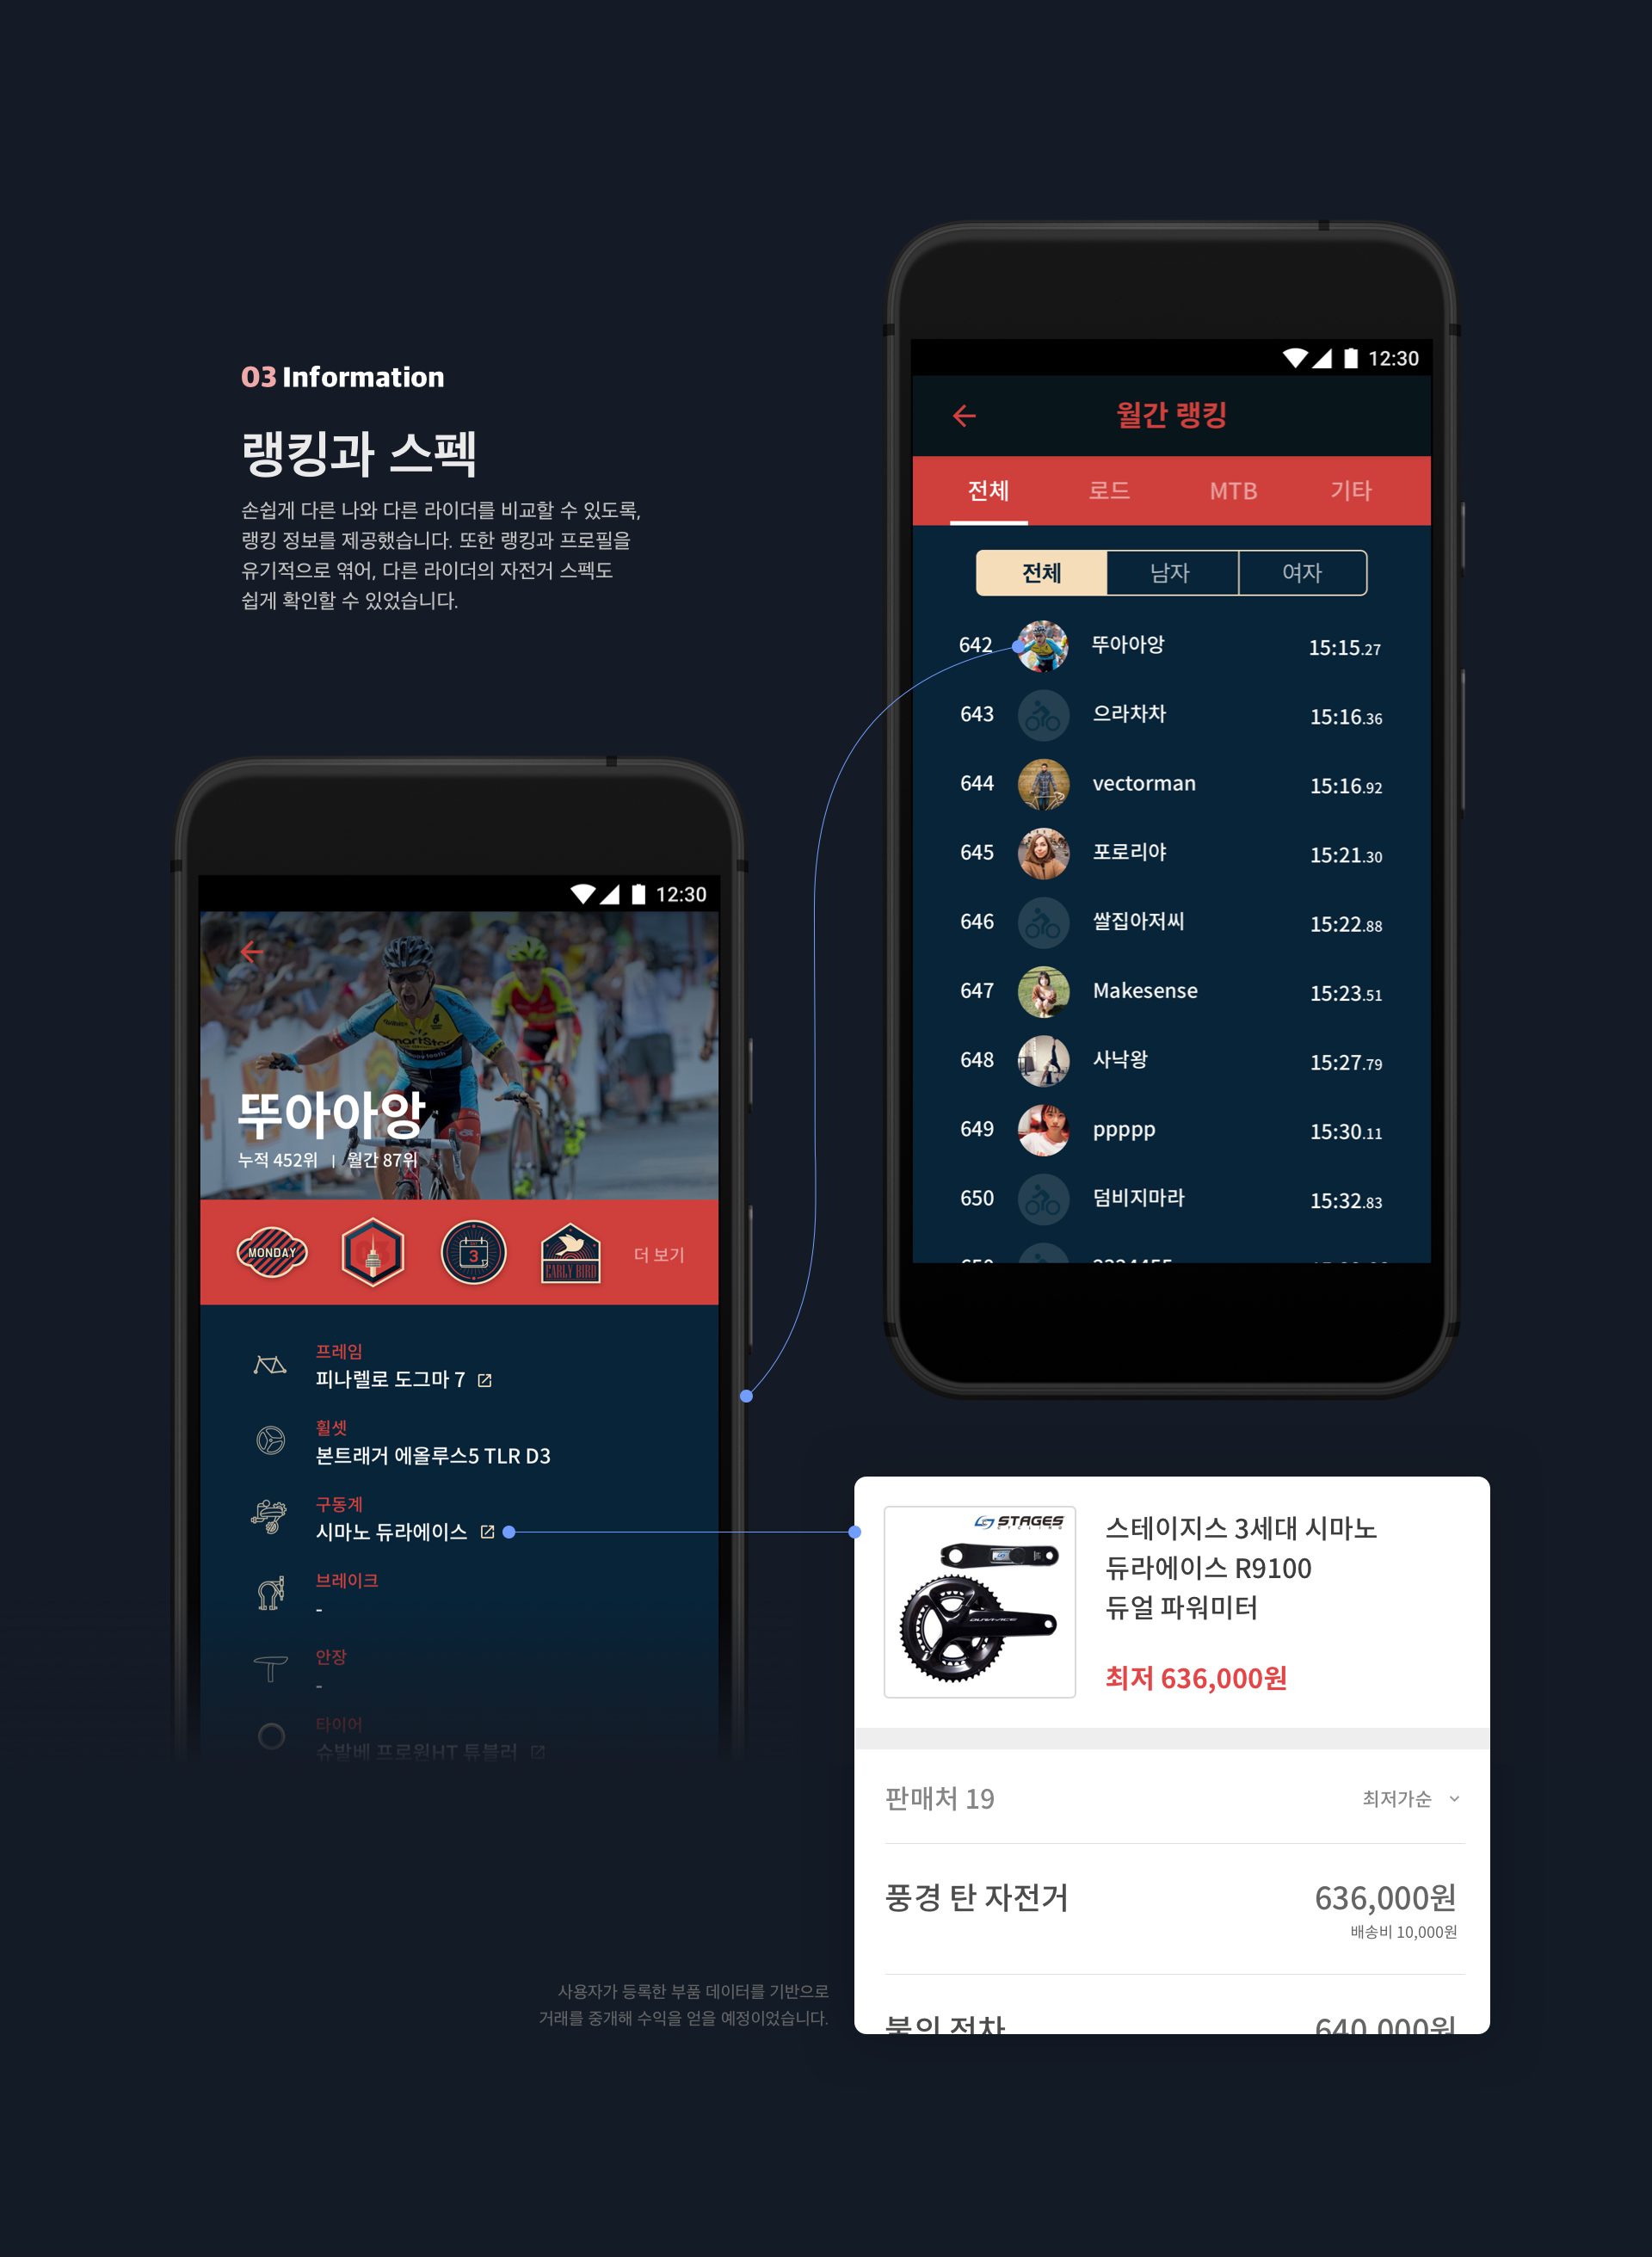 03 Information
랭킹과 스펙
손쉽게 다른 나와 다른 라이더를 비교할 수 있도록,
랭킹 정보를 제공했습니다. 또한 랭킹과 프로필을
유기적으로 엮어, 다른 라이더의 자전거 스펙도
쉽게 확인할 수 있었습니다.
12:30
월간 랭킹
전체 로드 MTB 기타
전체 남자 여자
642 뚜아아앙 15:15.27
643 으라차차 15:16.36
644 vectorman 15:16.92
645 포로리야 15:21.30
646 쌀집아저씨 15:22.88
647 Makesense 15:23.51
648 사낙왕 15:27.79
649 ppppp 15:30.11
650 덤비지마라 15:32.83
12:30
뚜아아앙
누적 452위 | 월간 87위
MONDAY
3
EARLY BIRD
더 보기
프레임
피나렐로 도그마 7
휠셋
본트래거 에올루스5 TLR D3
구동계
시마노 듀라에이스
브레이크
-
안장
-
타이어
슈발베 프로원HT 튜블러
STAGES
CYCLING
DURA-ACE
스테이지스 3세대 시마노
듀라에이스 R9100
듀얼 파워미터
최저 636,000원
판매처 19 최저가순
풍경 탄 자전거 636,000원
배송비 10,000원
640,000원
사용자가 등록한 부품 데이터를 기반으로
거래를 중개해 수익을 얻을 예정이었습니다.